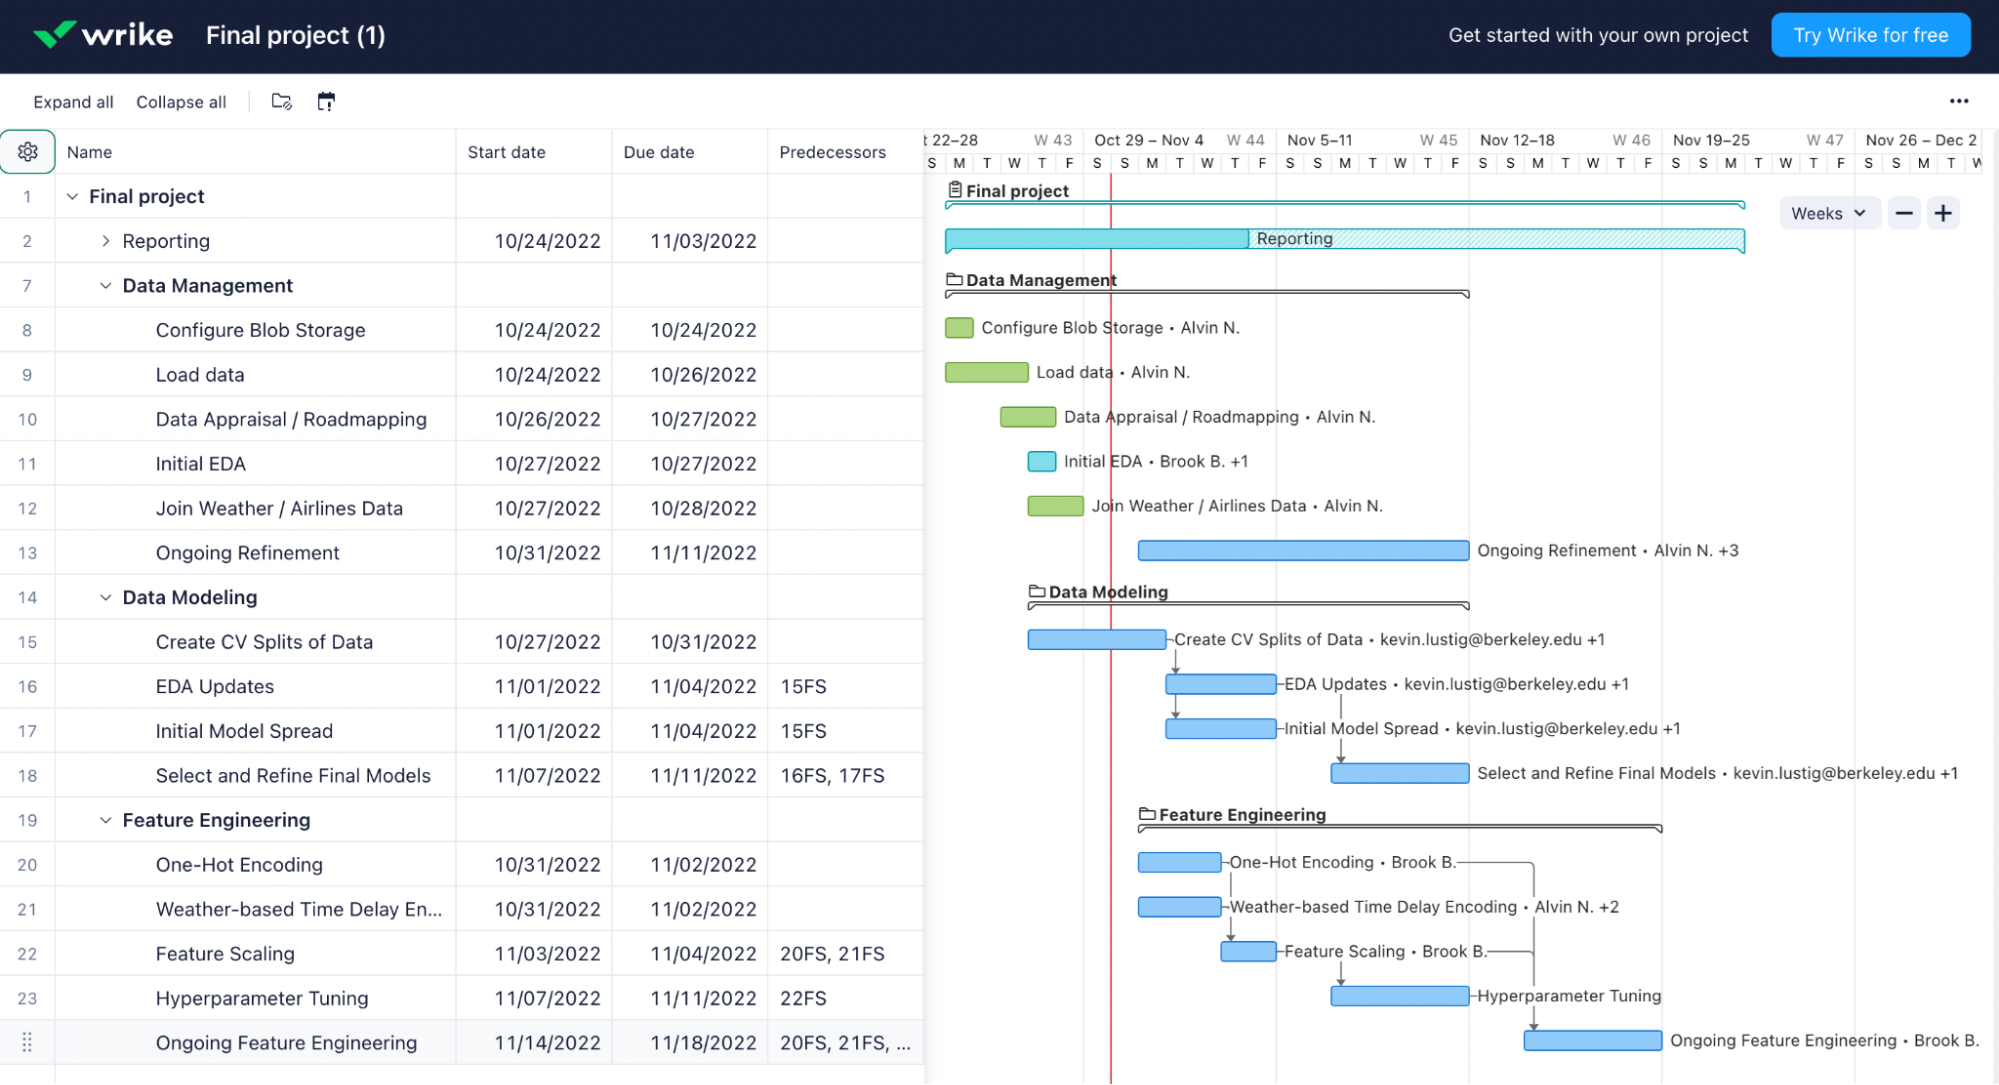 wrike Final project (1) Get started with your own project Try Wrike for free
Expand all Collapse all
Name Start date Due date Predecessors
t 22–28 W 43 Oct 29 – Nov 4 W 44 Nov 5–11 W 45 Nov 12–18 W 46 Nov 19–25 W 47 Nov 26 – Dec 2
S M T W T F S S M T W T F S S M T W T F S S M T W T F S S M T W T F S S M T W
1 Final project
2 Reporting 10/24/2022 11/03/2022
7 Data Management
8 Configure Blob Storage 10/24/2022 10/24/2022
9 Load data 10/24/2022 10/26/2022
10 Data Appraisal / Roadmapping 10/26/2022 10/27/2022
11 Initial EDA 10/27/2022 10/27/2022
12 Join Weather / Airlines Data 10/27/2022 10/28/2022
13 Ongoing Refinement 10/31/2022 11/11/2022
14 Data Modeling
15 Create CV Splits of Data 10/27/2022 10/31/2022
16 EDA Updates 11/01/2022 11/04/2022 15FS
17 Initial Model Spread 11/01/2022 11/04/2022 15FS
18 Select and Refine Final Models 11/07/2022 11/11/2022 16FS, 17FS
19 Feature Engineering
20 One-Hot Encoding 10/31/2022 11/02/2022
21 Weather-based Time Delay En... 10/31/2022 11/02/2022
22 Feature Scaling 11/03/2022 11/04/2022 20FS, 21FS
23 Hyperparameter Tuning 11/07/2022 11/11/2022 22FS
Ongoing Feature Engineering 11/14/2022 11/18/2022 20FS, 21FS, ...
Final project
Weeks
Reporting
Data Management
Configure Blob Storage • Alvin N.
Load data • Alvin N.
Data Appraisal / Roadmapping • Alvin N.
Initial EDA • Brook B. +1
Join Weather / Airlines Data • Alvin N.
Ongoing Refinement • Alvin N. +3
Data Modeling
Create CV Splits of Data • kevin.lustig@berkeley.edu +1
EDA Updates • kevin.lustig@berkeley.edu +1
Initial Model Spread • kevin.lustig@berkeley.edu +1
Select and Refine Final Models • kevin.lustig@berkeley.edu +1
Feature Engineering
One-Hot Encoding • Brook B.
Weather-based Time Delay Encoding • Alvin N. +2
Feature Scaling • Brook B.
Hyperparameter Tuning
Ongoing Feature Engineering • Brook B.